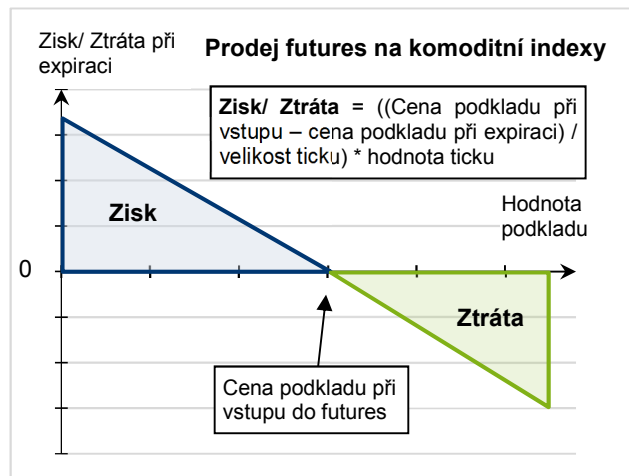 Zisk/ Ztráta při
expiraci
Prodej futures na komoditní indexy
Zisk/ Ztráta = ((Cena podkladu při
vstupu – cena podkladu při expiraci) /
velikost ticku) * hodnota ticku
Zisk
Hodnota
podkladu
0
Ztráta
Cena podkladu při
vstupu do futures